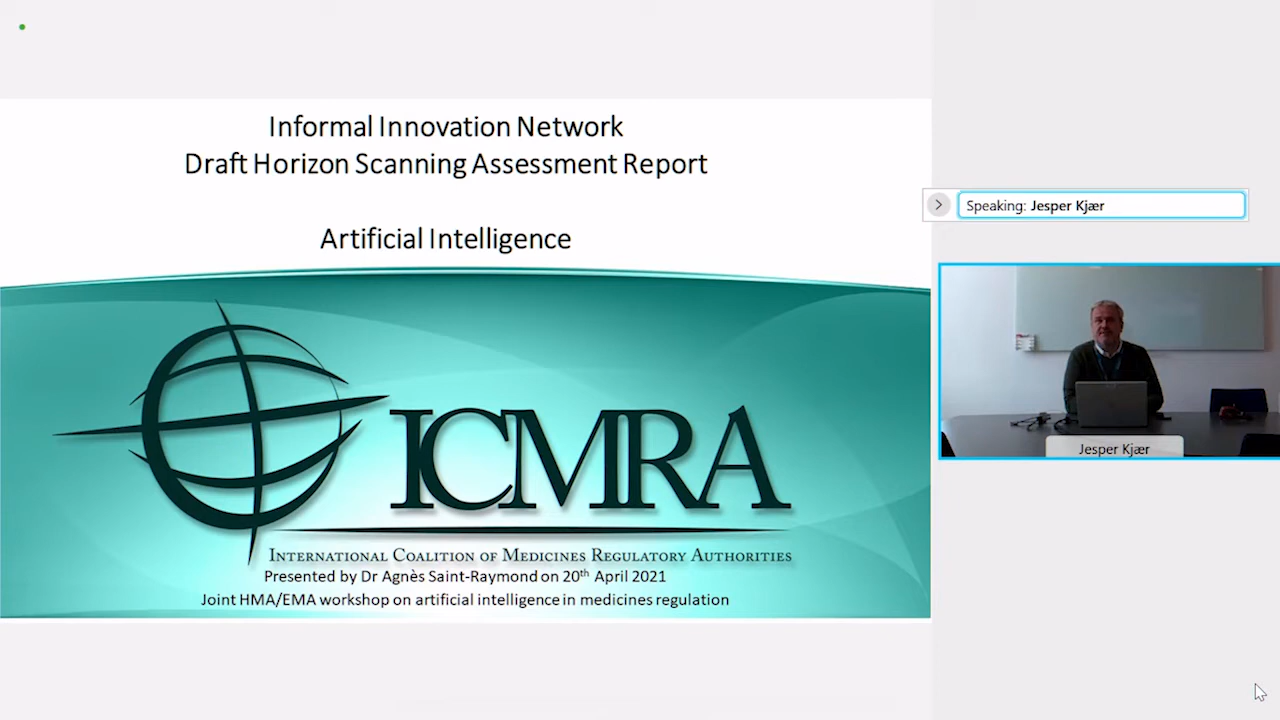 Informal Innovation Network
Draft Horizon Scanning Assessment Report
Artificial Intelligence
ICMRA
INTERNATIONAL COALITION OF MEDICINES REGULATORY AUTHORITIES
Presented by Dr Agnès Saint-Raymond on 20th April 2021
Joint HMA/EMA workshop on artificial intelligence in medicines regulation
Speaking: Jesper Kjær
Jesper Kjær